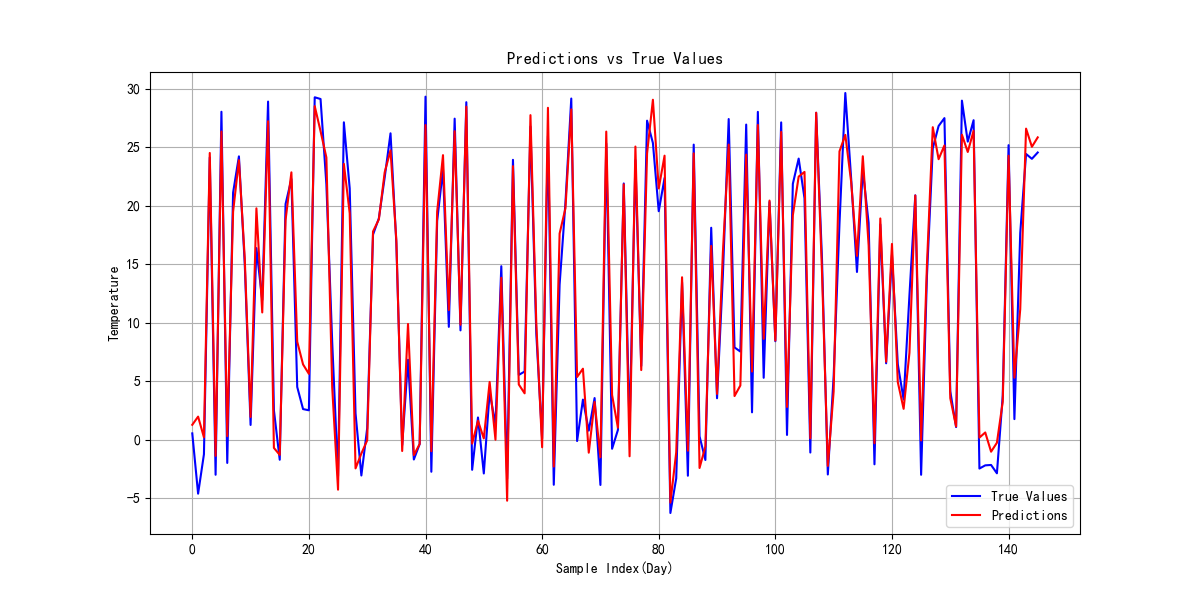 Predictions vs True Values
30
25
20
15
10
5
0
−5
Temperature
0 20 40 60 80 100 120 140
Sample Index(Day)
True Values
Predictions